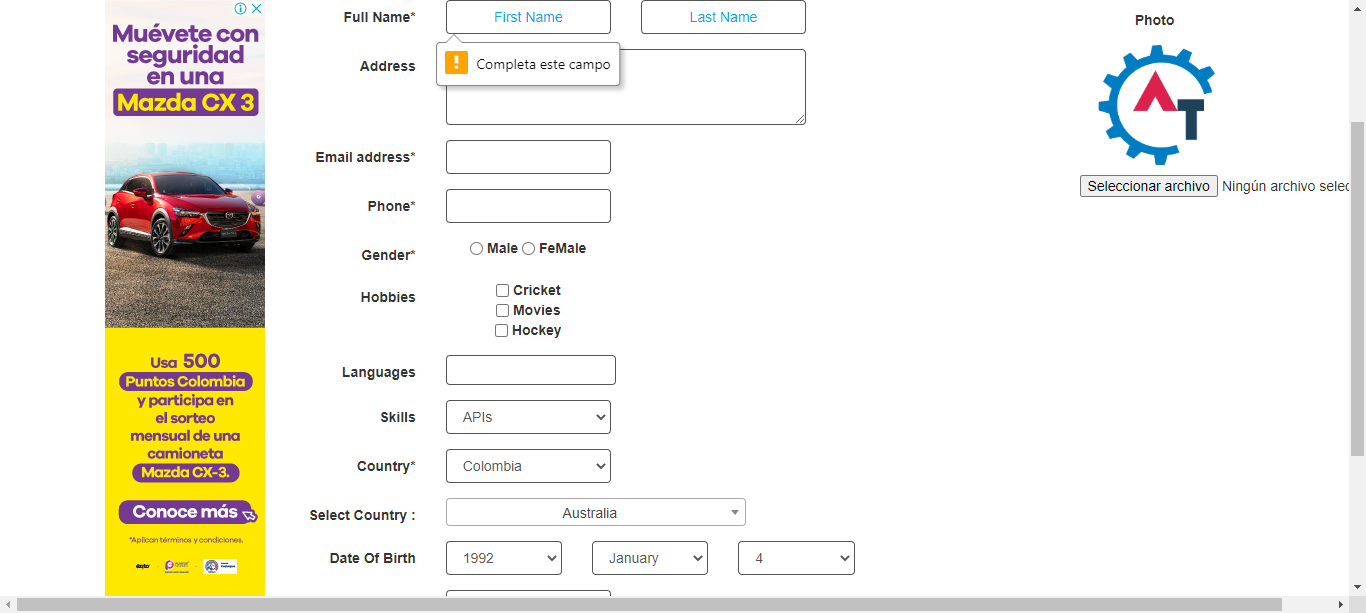 Muévete con
seguridad
en una
Mazda CX 3
Usa 500
Puntos Colombia
y participa en
el sorteo
mensual de una
camioneta
Mazda CX-3.
Conoce más
*Aplican términos y condiciones.
Full Name* First Name Last Name
Completa este campo
Address
Email address*
Phone*
Gender* Male FeMale
Hobbies Cricket
Movies
Hockey
Languages
Skills APIs
Country* Colombia
Select Country : Australia
Date Of Birth 1992 January 4
Photo
AT
Seleccionar archivo Ningún archivo selec